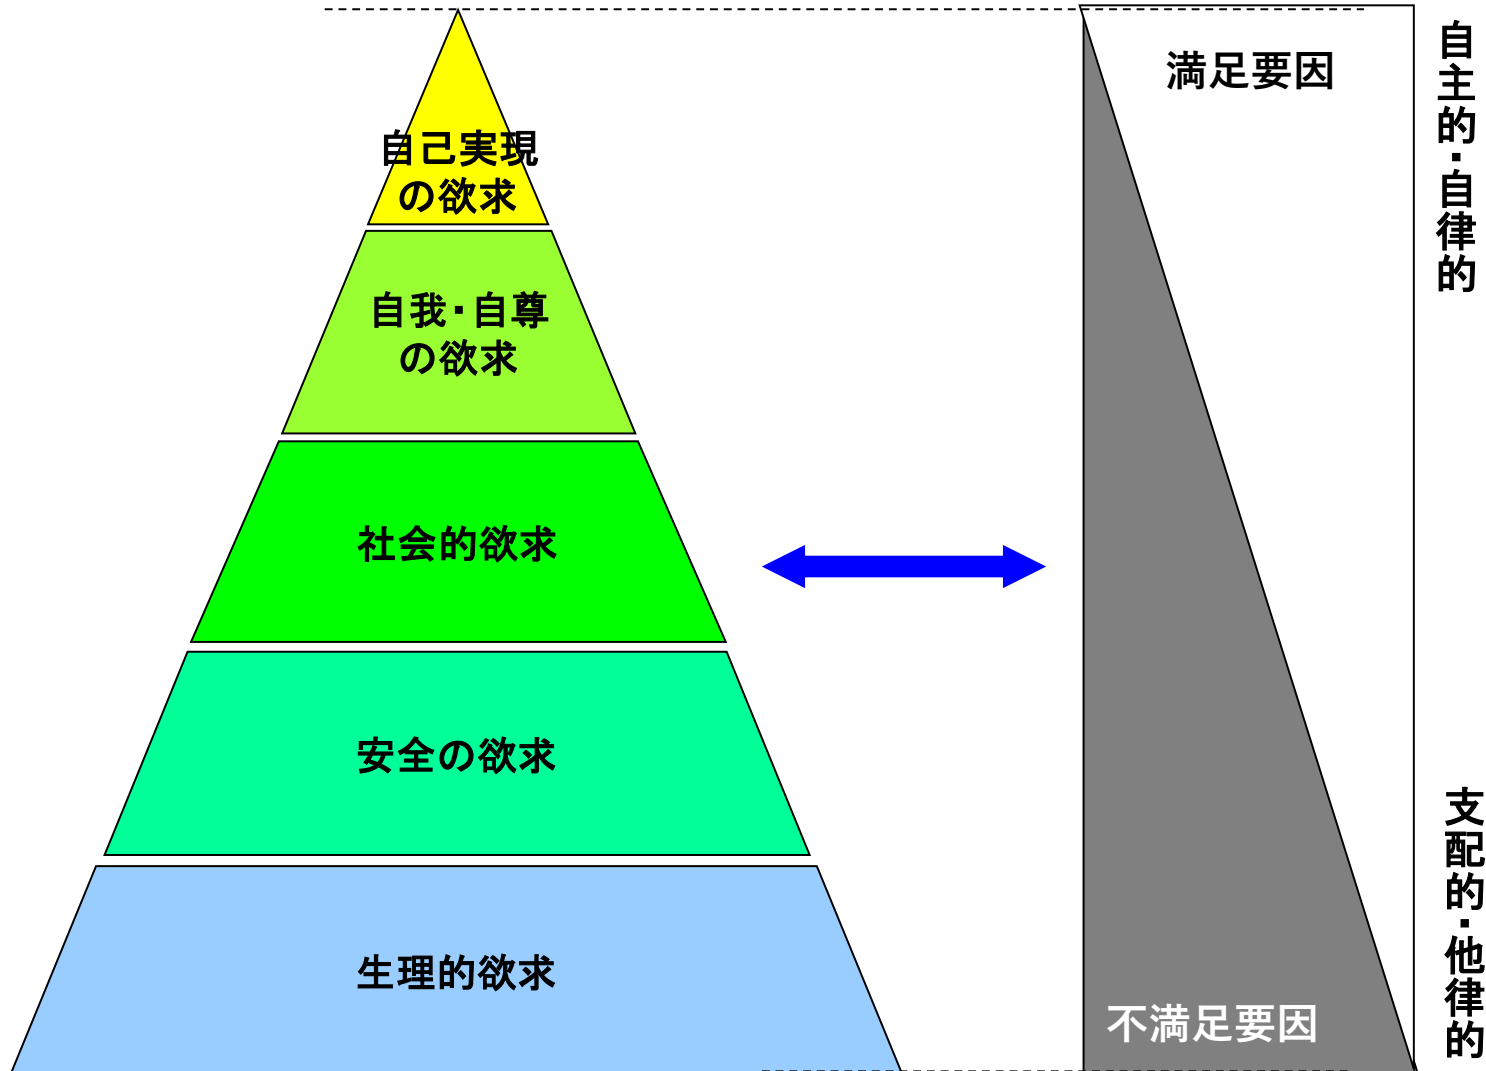 自己実現
の欲求
自我・自尊
の欲求
社会的欲求
安全の欲求
生理的欲求
満足要因
不満足要因
自主的・自律的
支配的・他律的